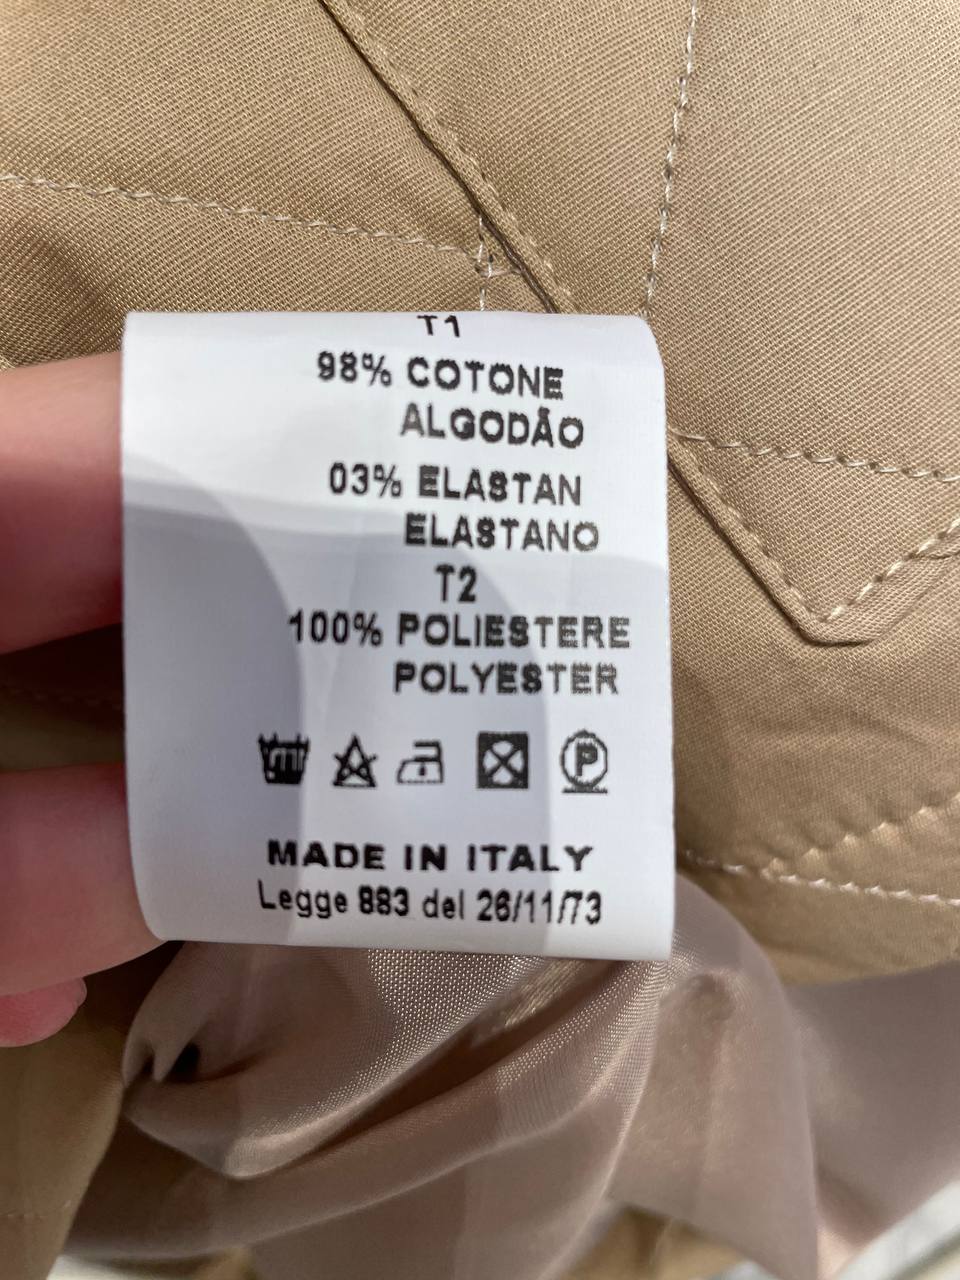 T1
98% COTONE
ALGODÃO
03% ELASTAN
ELASTANO
T2
100% POLIESTERE
POLYESTER
P
MADE IN ITALY
Legge 883 del 26/11/73